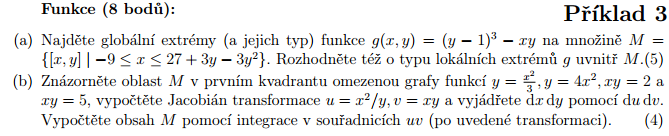 Funkce (8 bodů):
Příklad 3
(a) Najděte globální extrémy (a jejich typ) funkce g(x, y) = (y − 1)³ − xy na množině M =
{[x, y] | −9 ≤ x ≤ 27 + 3y − 3y²}. Rozhodněte též o typu lokálních extrémů g uvnitř M.(5)
(b) Znázorněte oblast M v prvním kvadrantu omezenou grafy funkcí y = x²/3, y = 4x², xy = 2 a
xy = 5, vypočtěte Jacobián transformace u = x²/y, v = xy a vyjádřete dx dy pomocí du dv.
Vypočtěte obsah M pomocí integrace v souřadnicích uv (po uvedené transformaci). (4)